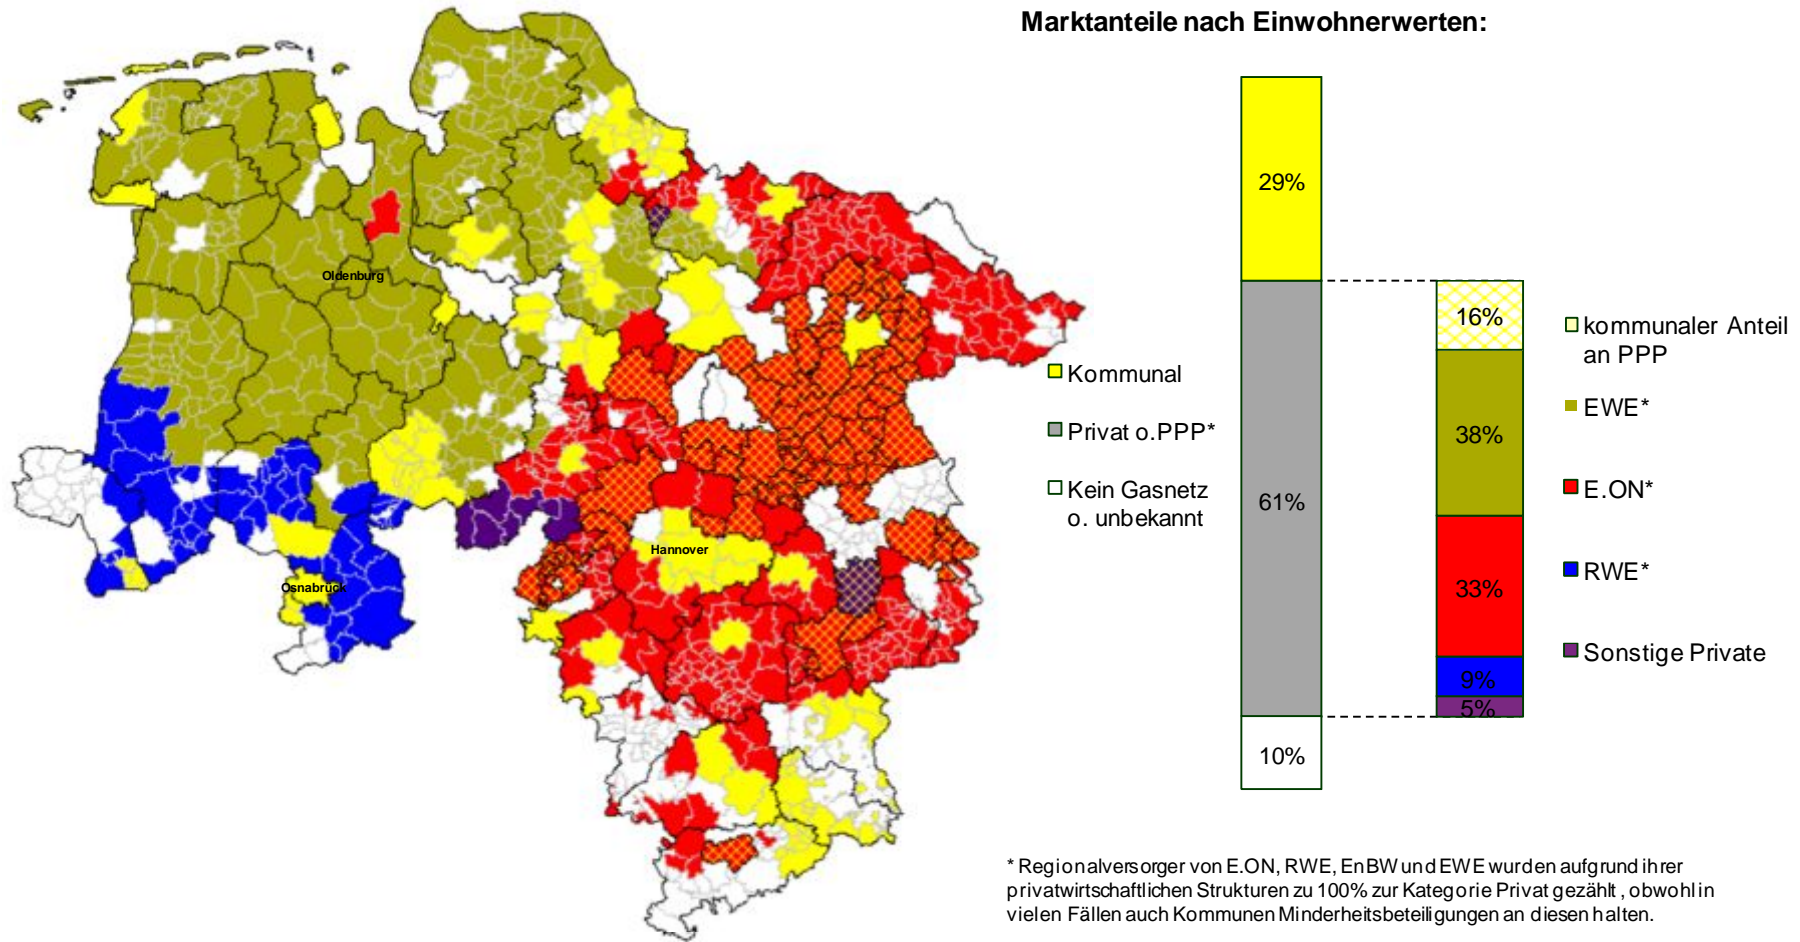 Marktanteile nach Einwohnerwerten:
29%
61%
10%
16%
38%
33%
9%
5%
Kommunal
Privat o.PPP*
Kein Gasnetz
o. unbekannt
kommunaler Anteil
an PPP
EWE*
E.ON*
RWE*
Sonstige Private
Oldenburg
Hannover
Osnabrück
* Regionalversorger von E.ON, RWE, EnBW und EWE wurden aufgrund ihrer
privatwirtschaftlichen Strukturen zu 100% zur Kategorie Privat gezählt, obwohl in
vielen Fällen auch Kommunen Minderheitsbeteiligungen an diesen halten.